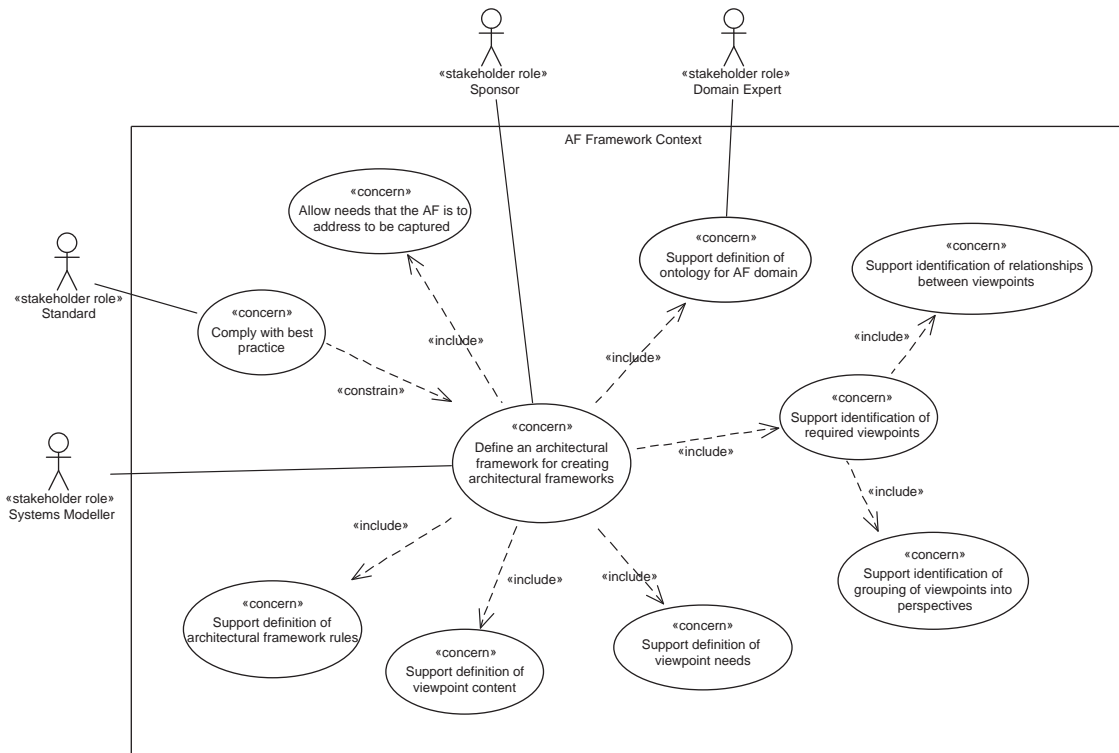 «stakeholder role»
Sponsor
«stakeholder role»
Domain Expert
AF Framework Context
«concern»
Allow needs that the AF is to
address to be captured
«concern»
Support definition of
ontology for AF domain
«concern»
Support identification of relationships
between viewpoints
«stakeholder role»
Standard
«concern»
Comply with best
practice
«include»
«include»
«include»
«constrain»
«concern»
Support identification of
required viewpoints
«concern»
Define an architectural
framework for creating
architectural frameworks
«include»
«stakeholder role»
Systems Modeller
«include»
«include»
«include»
«include»
«concern»
Support identification of
grouping of viewpoints into
perspectives
«concern»
Support definition of
architectural framework rules
«concern»
Support definition of
viewpoint content
«concern»
Support definition of
viewpoint needs